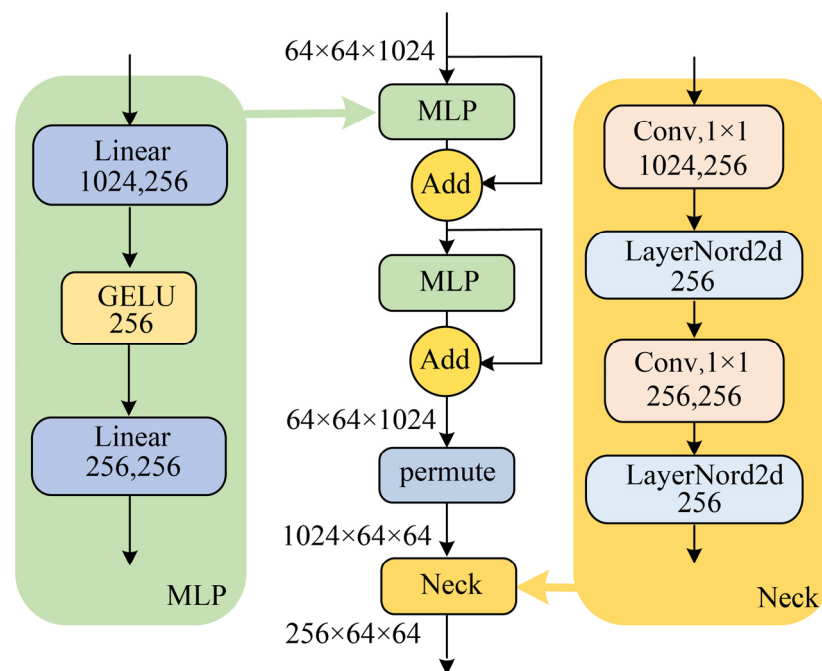 Linear
1024,256
GELU
256
Linear
256,256
MLP
64×64×1024
MLP
Add
MLP
Add
64×64×1024
permute
1024×64×64
Neck
256×64×64
Conv,1×1
1024,256
LayerNord2d
256
Conv,1×1
256,256
LayerNord2d
256
Neck